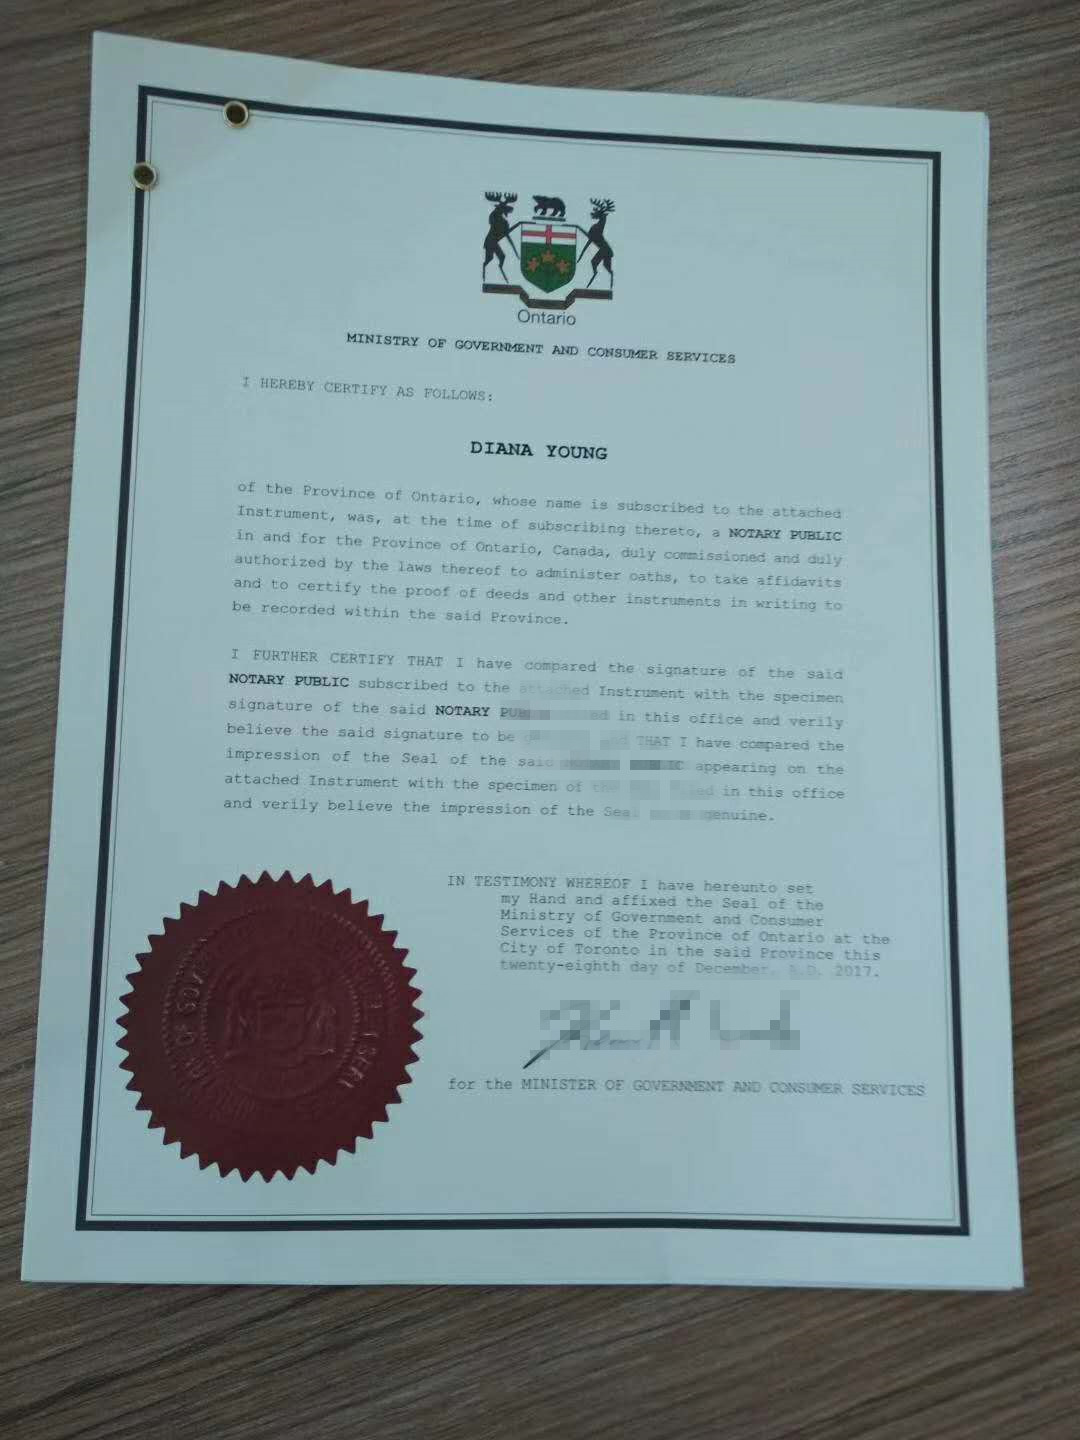 Ontario
MINISTRY OF GOVERNMENT AND CONSUMER SERVICES
I HEREBY CERTIFY AS FOLLOWS:
DIANA YOUNG
of the Province of Ontario, whose name is subscribed to the attached
Instrument, was, at the time of subscribing thereto, a NOTARY PUBLIC
in and for the Province of Ontario, Canada, duly commissioned and duly
authorized by the laws thereof to administer oaths, to take affidavits
and to certify the proof of deeds and other instruments in writing to
be recorded within the said Province.
I FURTHER CERTIFY THAT I have compared the signature of the said
NOTARY PUBLIC subscribed to the attached Instrument with the specimen
signature of the said NOTARY in this office and verily
believe the said signature to be THAT I have compared the
impression of the Seal of the said PUBLIC appearing on the
attached Instrument with the specimen of in this office
and verily believe the impression of the Seal genuine.
IN TESTIMONY WHEREOF I have hereunto set
my Hand and affixed the Seal of the
Ministry of Government and Consumer
Services of the Province of Ontario at the
City of Toronto in the said Province this
twenty-eighth day of December, A.D. 2017.
for the MINISTER OF GOVERNMENT AND CONSUMER SERVICES